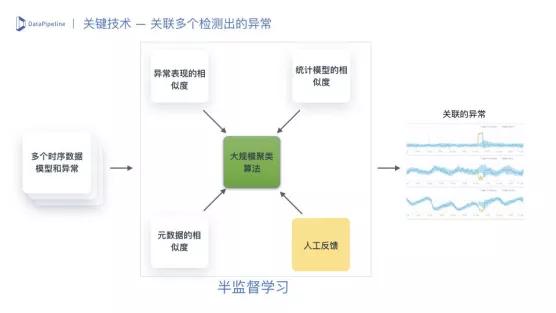 DataPipeline
关键技术 — 关联多个检测出的异常
异常表现的相
似度
统计模型的相
似度
关联的异常
多个时序数据
模型和异常
大规模聚类
算法
元数据的相
似度
人工反馈
半监督学习